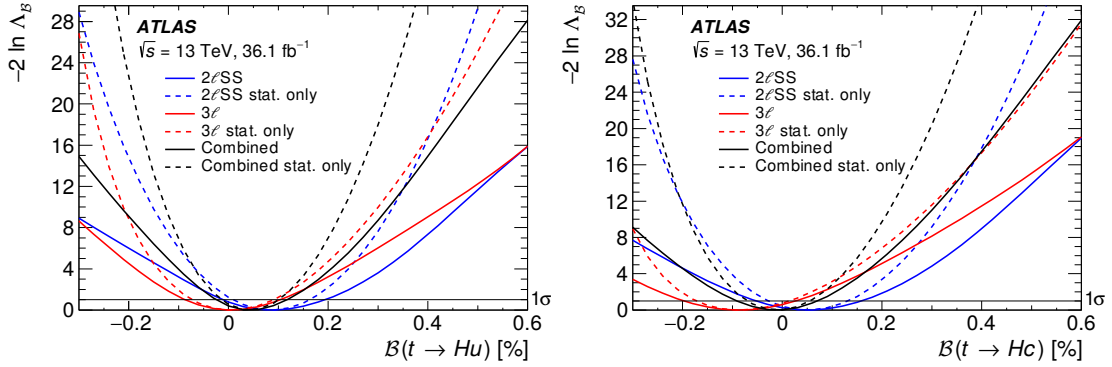 −2 ln Λ_ℬ
28
24
20
16
12
8
4
0
ATLAS
√s = 13 TeV, 36.1 fb⁻¹
2ℓSS
2ℓSS stat. only
3ℓ
3ℓ stat. only
Combined
Combined stat. only
1σ
−0.2 0 0.2 0.4 0.6
ℬ(t → Hu) [%]
−2 ln Λ_ℬ
32
28
24
20
16
12
8
4
0
ATLAS
√s = 13 TeV, 36.1 fb⁻¹
2ℓSS
2ℓSS stat. only
3ℓ
3ℓ stat. only
Combined
Combined stat. only
1σ
−0.2 0 0.2 0.4 0.6
ℬ(t → Hc) [%]